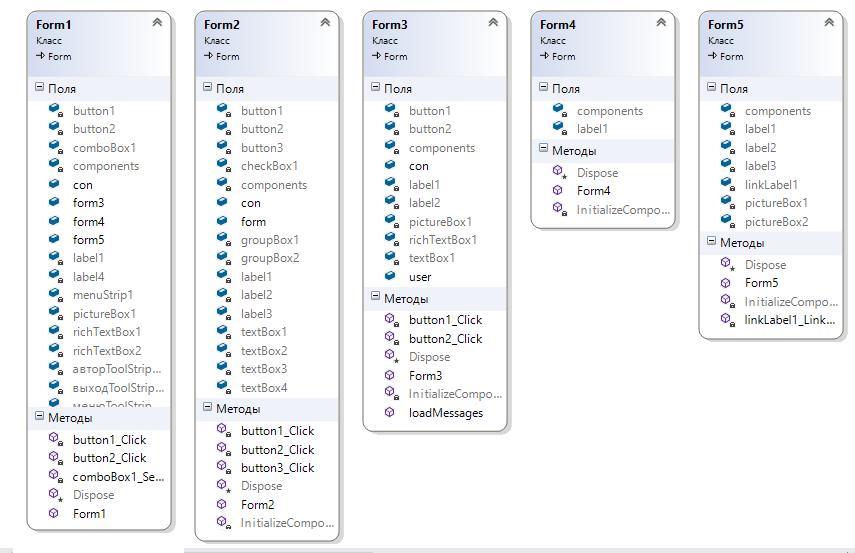 Form1
Класс
Form
Поля
button1
button2
comboBox1
components
con
form3
form4
form5
label1
label4
menuStrip1
pictureBox1
richTextBox1
richTextBox2
авторToolStrip...
выходToolStrip...
менюToolStrip...
Методы
button1_Click
button2_Click
comboBox1_Se...
Dispose
Form1
Form2
Класс
Form
Поля
button1
button2
button3
checkBox1
components
con
form
groupBox1
groupBox2
label1
label2
label3
textBox1
textBox2
textBox3
textBox4
Методы
button1_Click
button2_Click
button3_Click
Dispose
Form2
InitializeCompo...
Form3
Класс
Form
Поля
button1
button2
components
con
label1
label2
pictureBox1
richTextBox1
textBox1
user
Методы
button1_Click
button2_Click
Dispose
Form3
InitializeCompo...
loadMessages
Form4
Класс
Form
Поля
components
label1
Методы
Dispose
Form4
InitializeCompo...
Form5
Класс
Form
Поля
components
label1
label2
label3
linkLabel1
pictureBox1
pictureBox2
Методы
Dispose
Form5
InitializeCompo...
linkLabel1_Link...